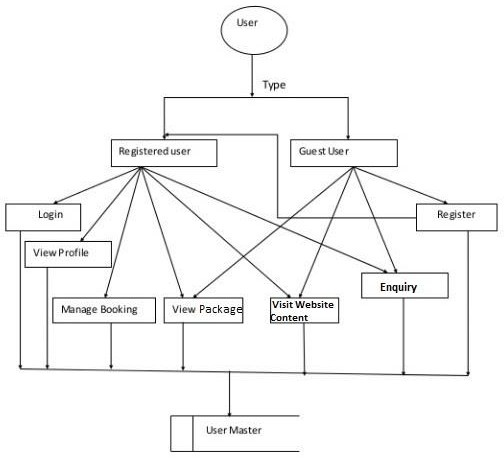 User
Type
Registered user
Guest User
Login
Register
View Profile
Enquiry
Manage Booking
View Package
Visit Website
Content
User Master